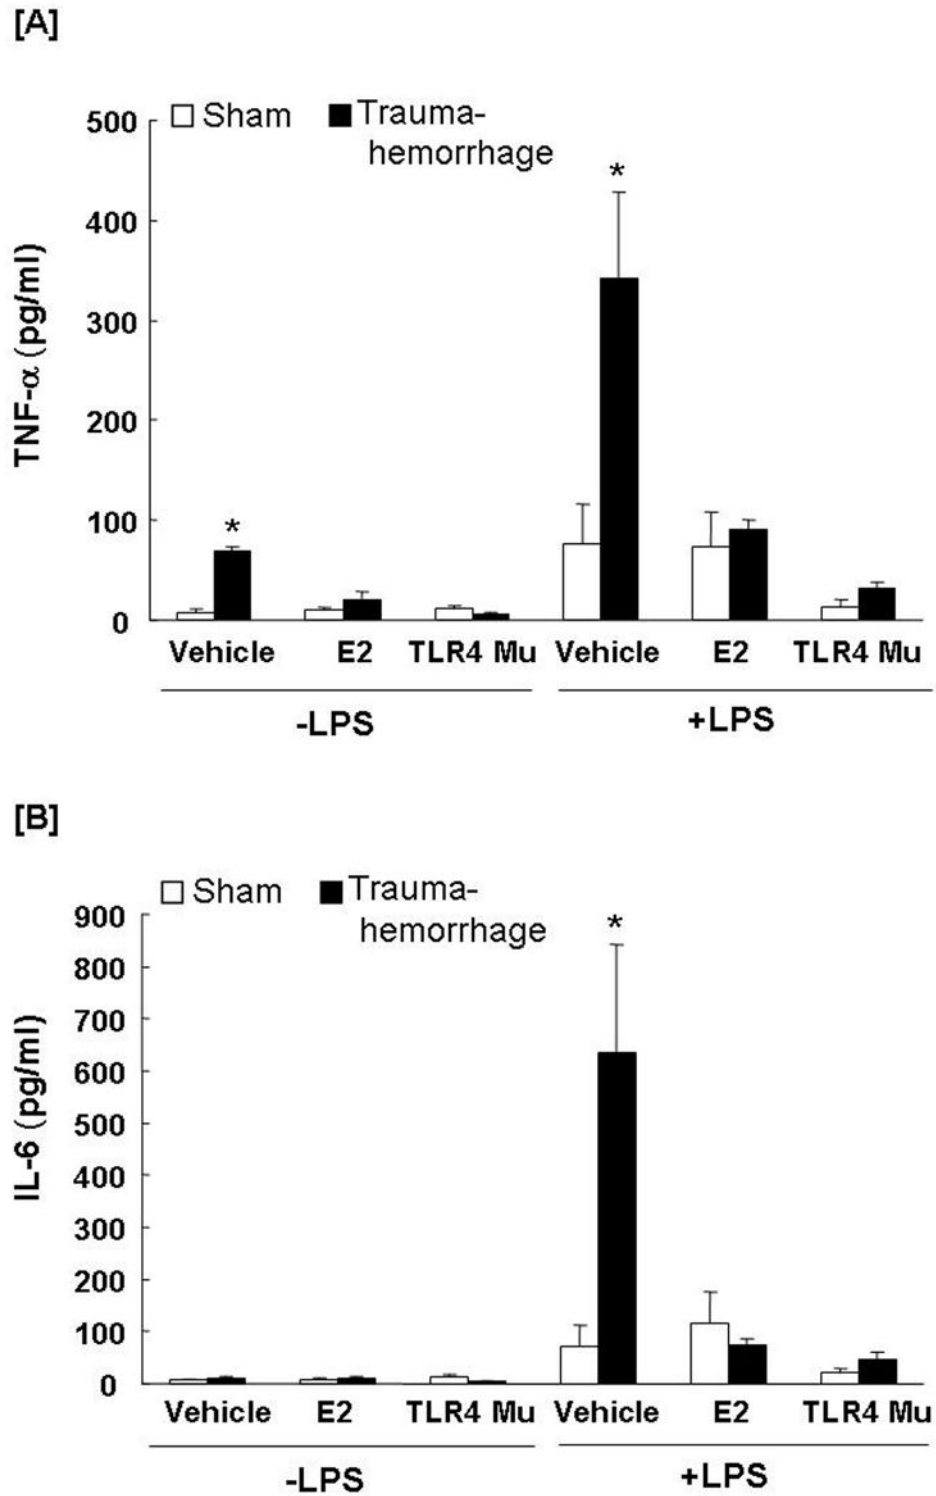 [A]
Sham Trauma-
hemorrhage
500
400
300
200
100
0
TNF-α (pg/ml)
*
*
Vehicle E2 TLR4 Mu Vehicle E2 TLR4 Mu
-LPS +LPS
[B]
Sham Trauma-
hemorrhage
900
800
700
600
500
400
300
200
100
0
IL-6 (pg/ml)
*
Vehicle E2 TLR4 Mu Vehicle E2 TLR4 Mu
-LPS +LPS